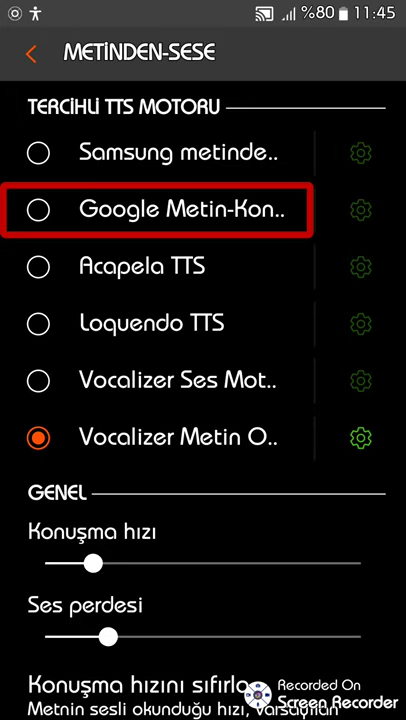 %80 11:45
METİNDEN-SESE
TERCİHLİ TTS MOTORU
Samsung metinde..
Google Metin-Kon..
Acapela TTS
Loquendo TTS
Vocalizer Ses Mot..
Vocalizer Metin O..
GENEL
Konuşma hızı
Ses perdesi
Konuşma hızını sıfırla
Metnin sesli okunduğu hızı, varsayılan
Recorded On
Screen Recorder